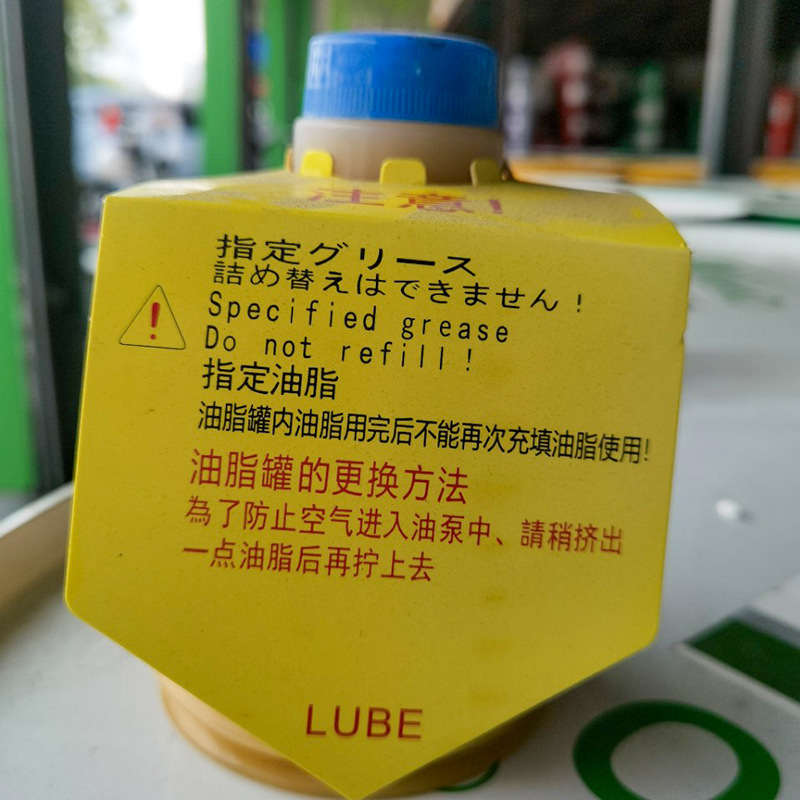 注意!
指定グリース
詰め替えはできません！
Specified grease
Do not refill!
指定油脂
油脂罐内油脂用完后不能再次充填油脂使用!
油脂罐的更换方法
為了防止空气进入油泵中、請稍挤出
一点油脂后再拧上去
LUBE